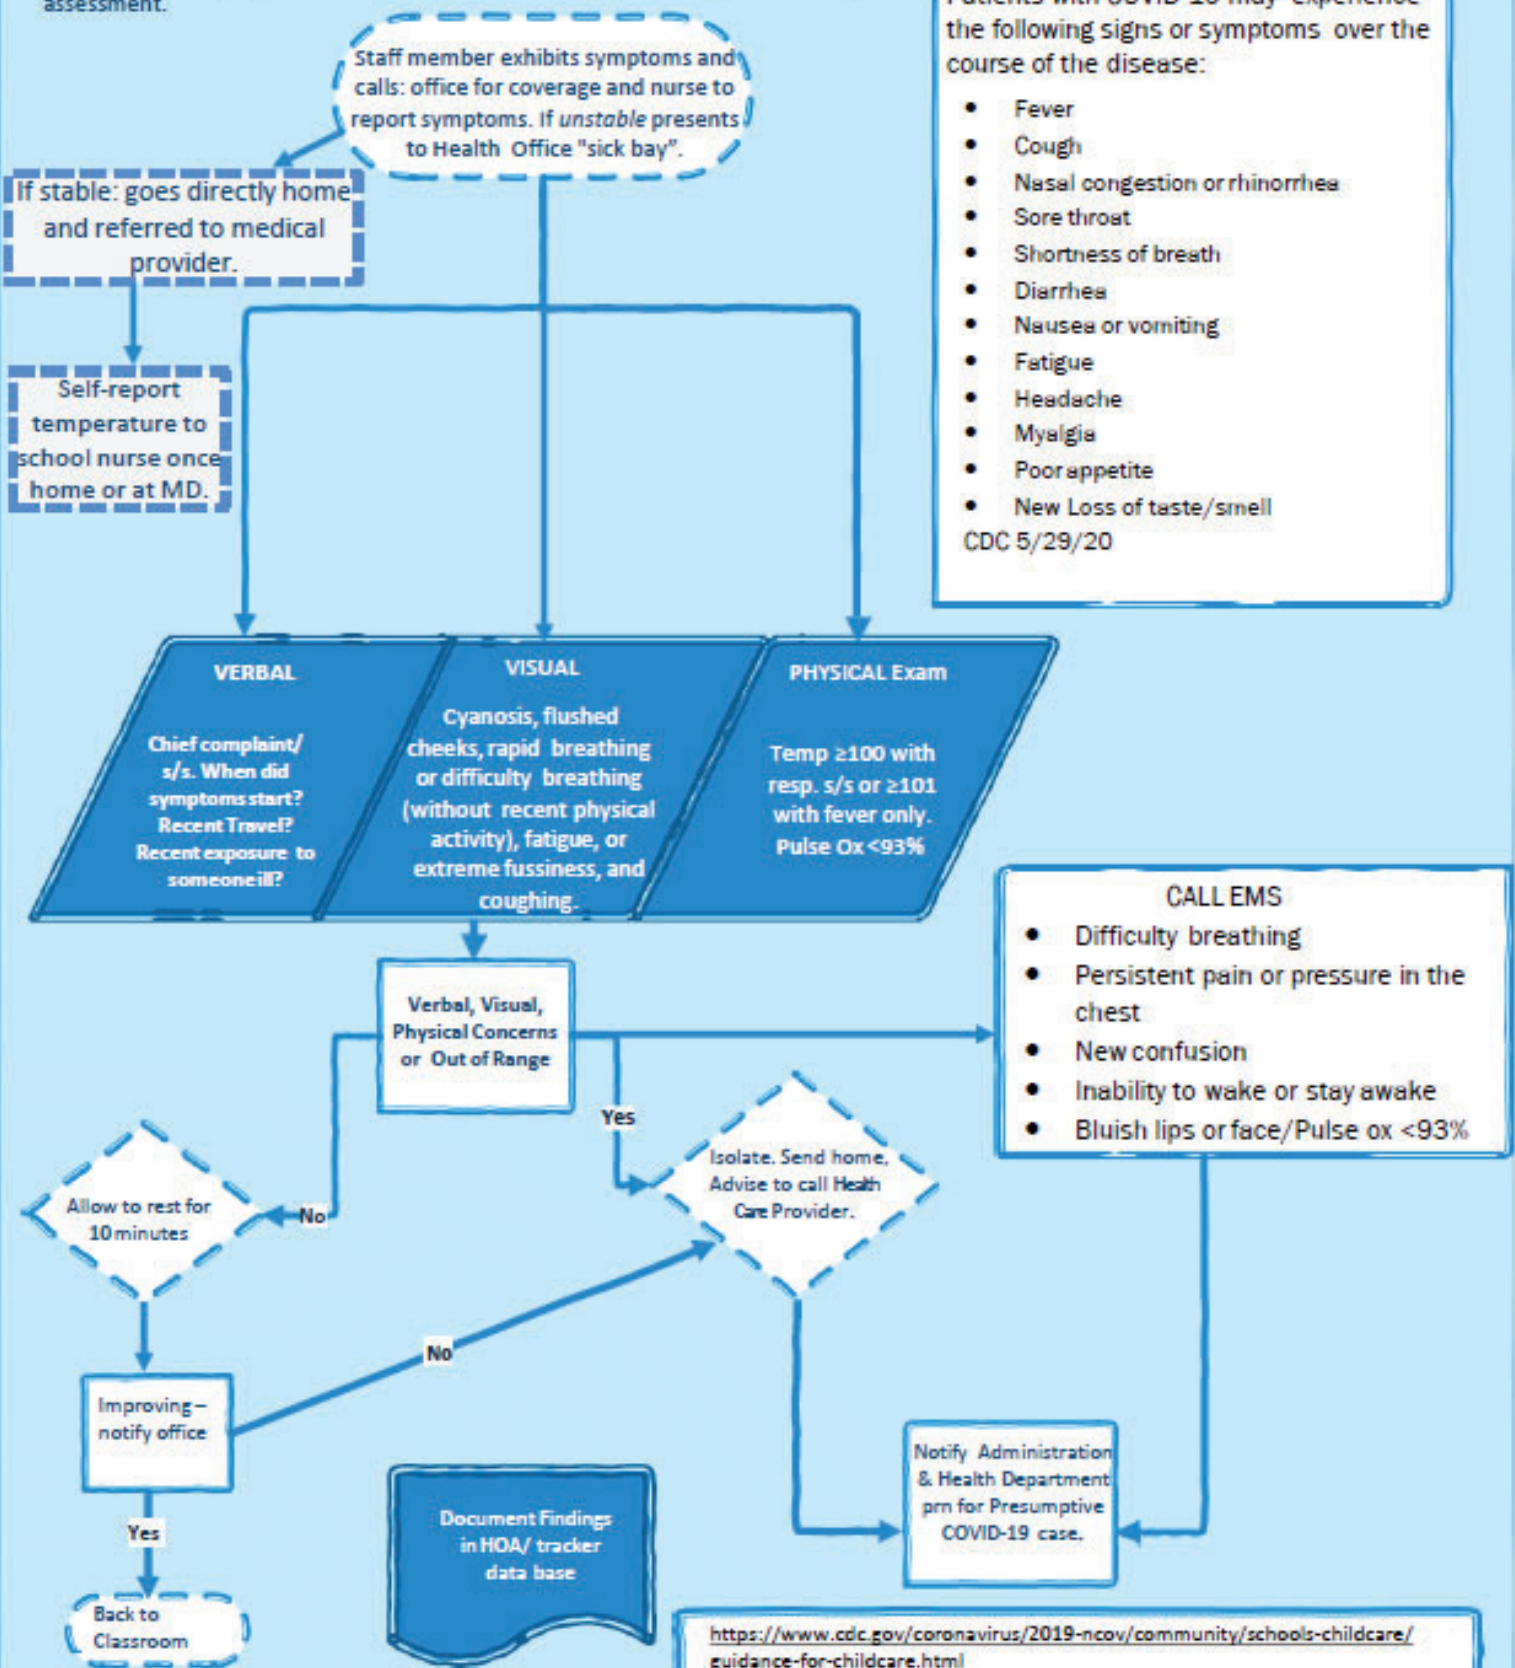 assessment.
Staff member exhibits symptoms and
calls: office for coverage and nurse to
report symptoms. If unstable presents
to Health Office "sick bay".
If stable: goes directly home
and referred to medical
provider.
Self-report
temperature to
school nurse once
home or at MD.
Patients with COVID-19 may experience
the following signs or symptoms over the
course of the disease:
• Fever
• Cough
• Nasal congestion or rhinorrhea
• Sore throat
• Shortness of breath
• Diarrhea
• Nausea or vomiting
• Fatigue
• Headache
• Myalgia
• Poor appetite
• New Loss of taste/smell
CDC 5/29/20
VERBAL
Chief complaint/
s/s. When did
symptoms start?
Recent Travel?
Recent exposure to
someone ill?
VISUAL
Cyanosis, flushed
cheeks, rapid breathing
or difficulty breathing
(without recent physical
activity), fatigue, or
extreme fussiness, and
coughing.
PHYSICAL Exam
Temp ≥100 with
resp. s/s or ≥101
with fever only.
Pulse Ox <93%
Verbal, Visual,
Physical Concerns
or Out of Range
CALL EMS
• Difficulty breathing
• Persistent pain or pressure in the
chest
• New confusion
• Inability to wake or stay awake
• Bluish lips or face/Pulse ox <93%
Yes
Isolate. Send home,
Advise to call Health
Care Provider.
No
Allow to rest for
10 minutes
No
Improving –
notify office
Yes
Back to
Classroom
Document Findings
in HOA/ tracker
data base
Notify Administration
& Health Department
prn for Presumptive
COVID-19 case.
https://www.cdc.gov/coronavirus/2019-ncov/community/schools-childcare/
guidance-for-childcare.html